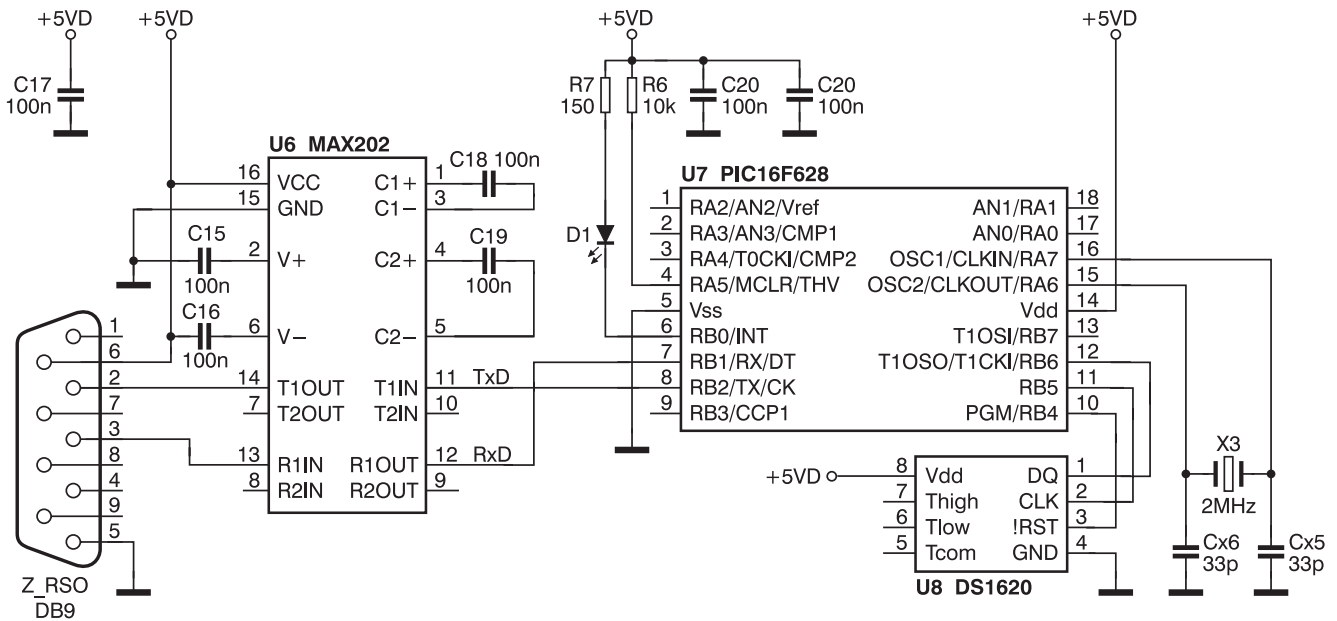 +5VD
+5VD
+5VD
+5VD
C17
100n
R7
150
R6
10k
C20
100n
C20
100n
U6 MAX202
16 VCC C1+ 1
15 GND C1− 3
2 V+ C2+ 4
6 V− C2− 5
14 T1OUT T1IN 11 TxD
7 T2OUT T2IN 10
13 R1IN R1OUT 12 RxD
8 R2IN R2OUT 9
C18 100n
C15
100n
C19
100n
C16
100n
D1
U7 PIC16F628
1 RA2/AN2/Vref AN1/RA1 18
2 RA3/AN3/CMP1 AN0/RA0 17
3 RA4/T0CKI/CMP2 OSC1/CLKIN/RA7 16
4 RA5/MCLR/THV OSC2/CLKOUT/RA6 15
5 Vss Vdd 14
6 RB0/INT T1OSI/RB7 13
7 RB1/RX/DT T1OSO/T1CKI/RB6 12
8 RB2/TX/CK RB5 11
9 RB3/CCP1 PGM/RB4 10
1
6
2
7
3
8
4
9
5
Z_RSO
DB9
+5VD
8 Vdd DQ 1
7 Thigh CLK 2
6 Tlow !RST 3
5 Tcom GND 4
U8 DS1620
X3
2MHz
Cx6
33p
Cx5
33p